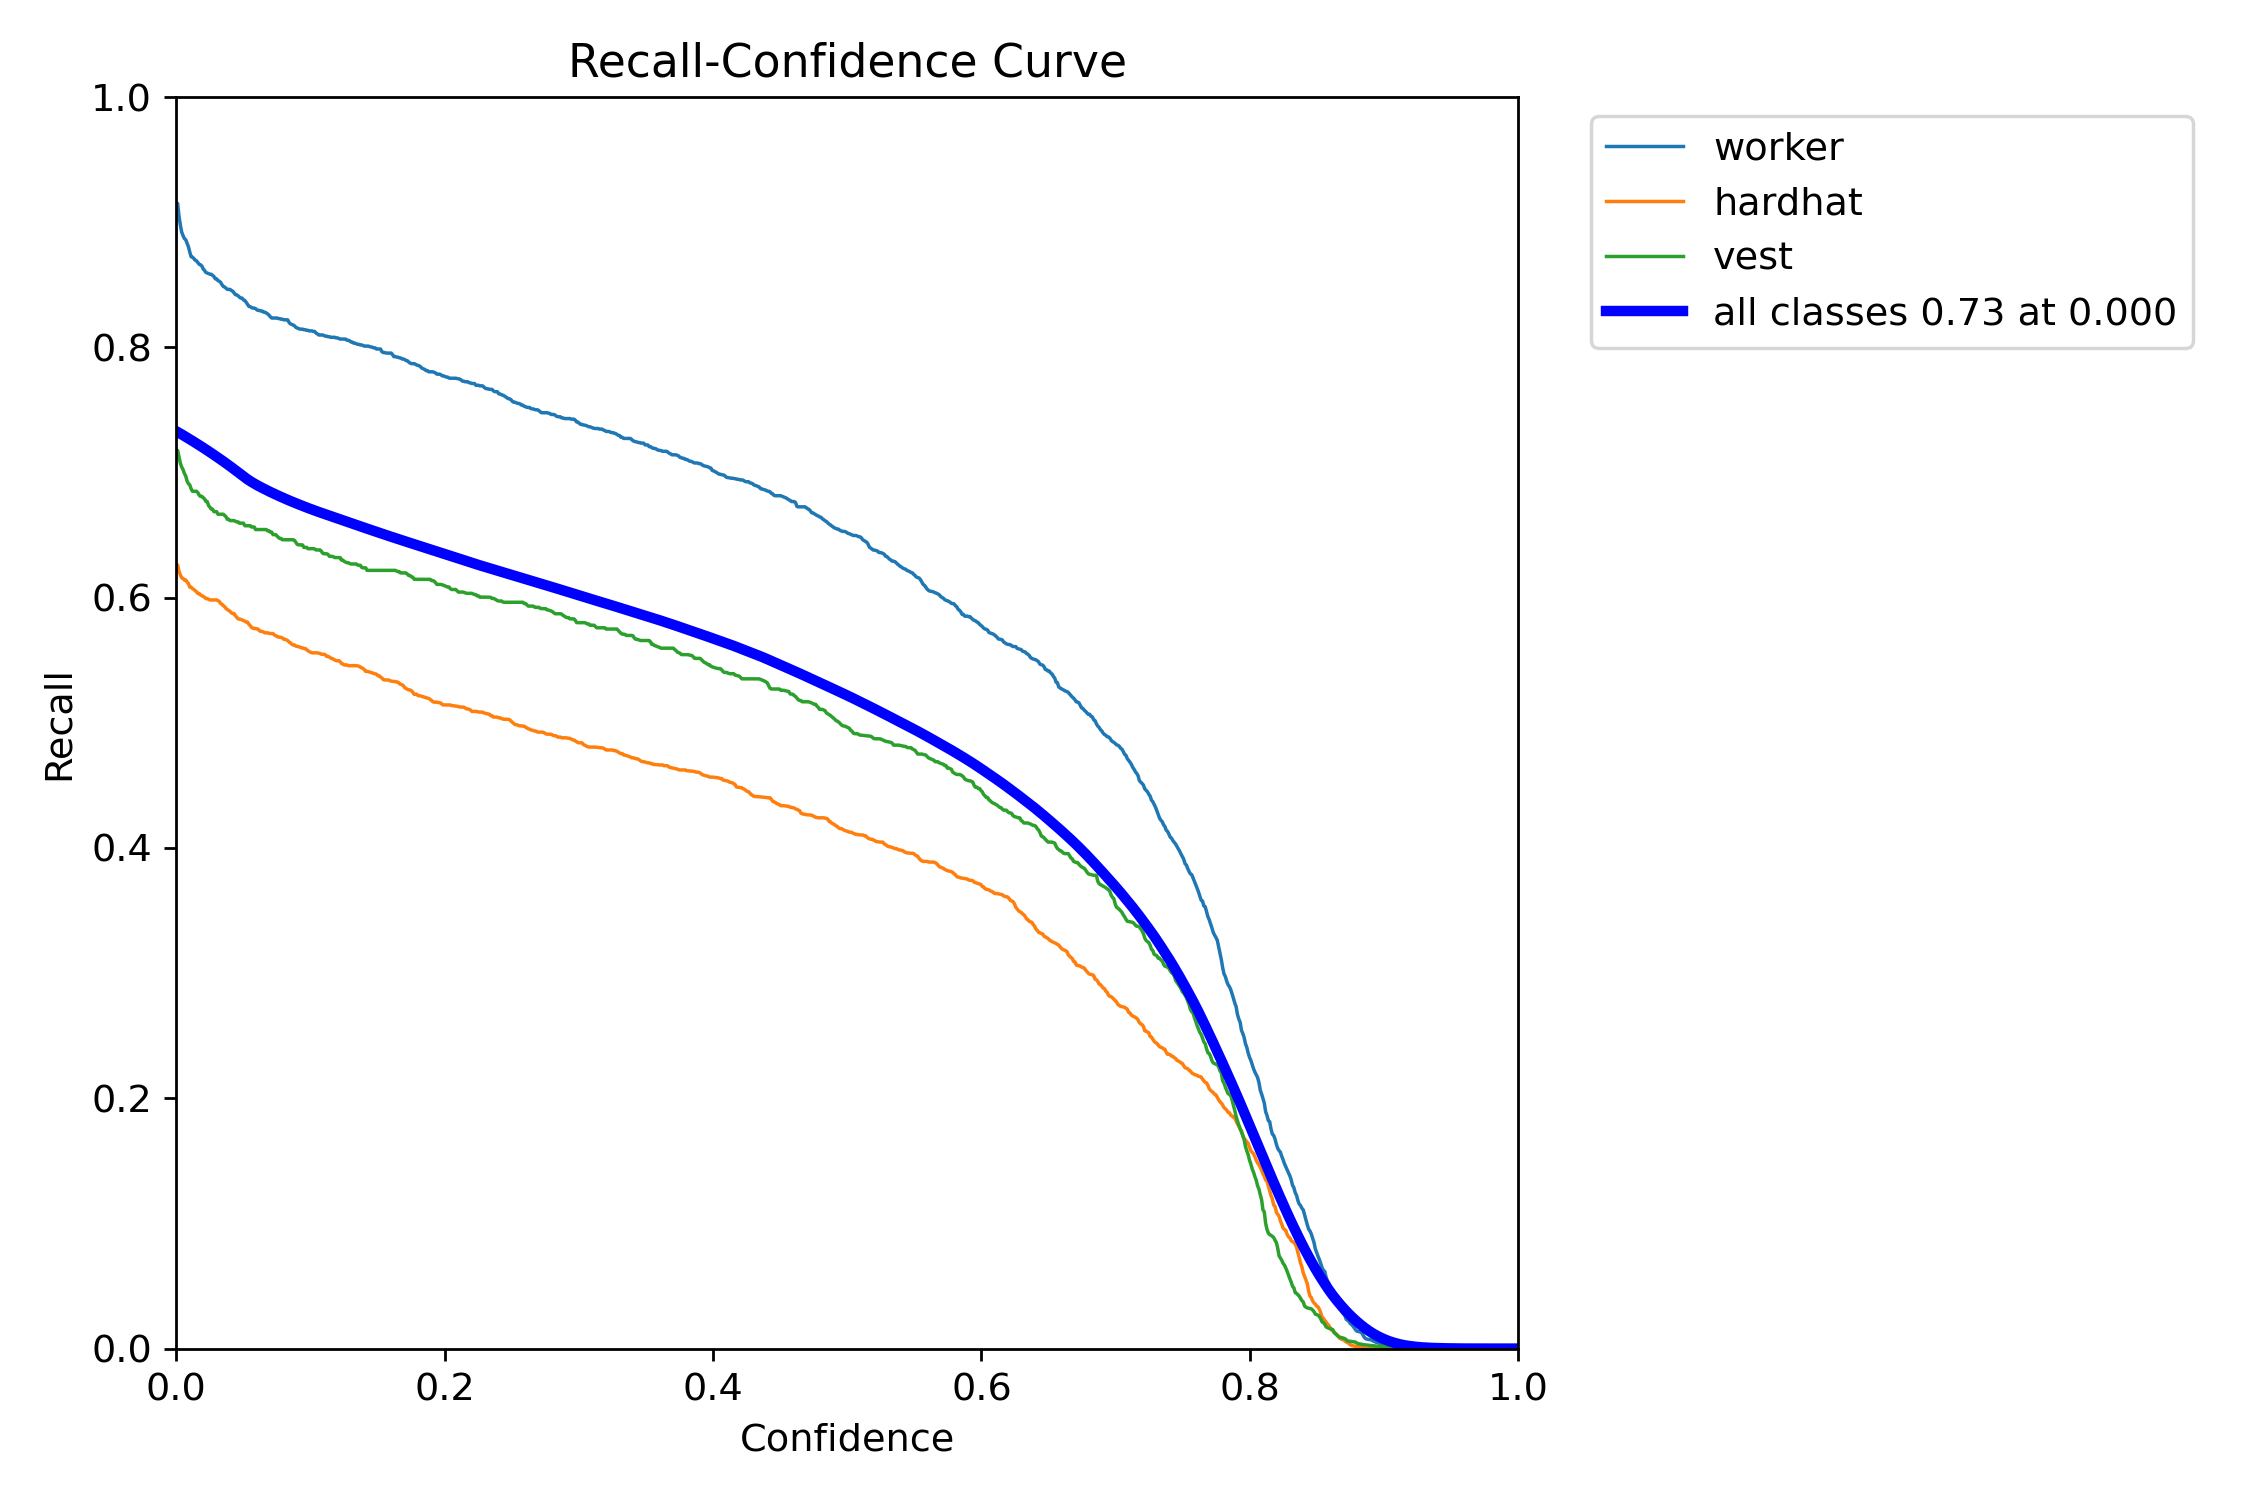 Recall-Confidence Curve
1.0
0.8
0.6
0.4
0.2
0.0
Recall
0.0 0.2 0.4 0.6 0.8 1.0
Confidence
worker
hardhat
vest
all classes 0.73 at 0.000